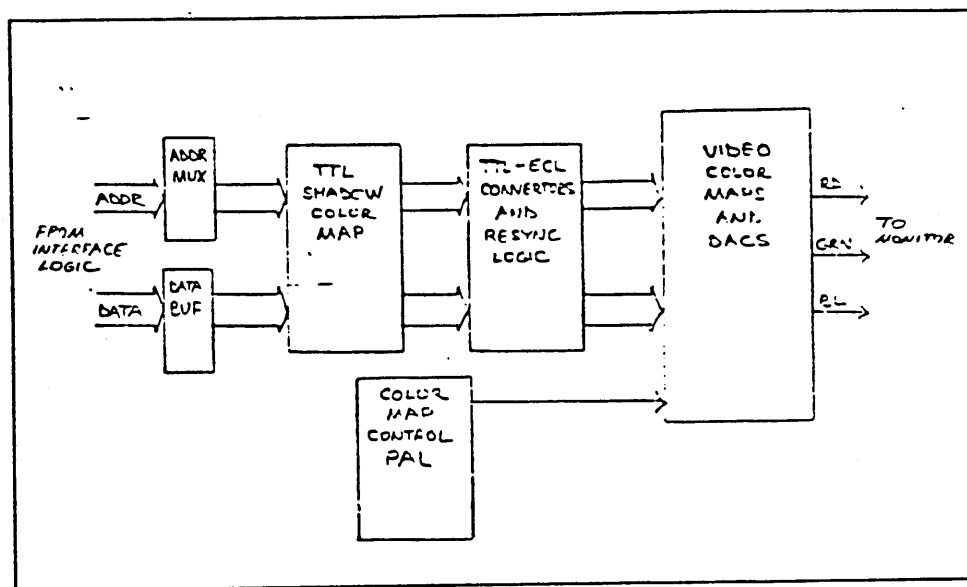 ADDR
MUX
ADDR
FROM
INTERFACE
LOGIC
DATA
BUF
DATA
TTL
SHADOW
COLOR
MAP
TTL-ECL
CONVERTERS
AND
RESYNC
LOGIC
VIDEO
COLOR
MAPS
AND
DACS
RD
GRN
BL
TO
MONITOR
COLOR
MAP
CONTROL
PAL